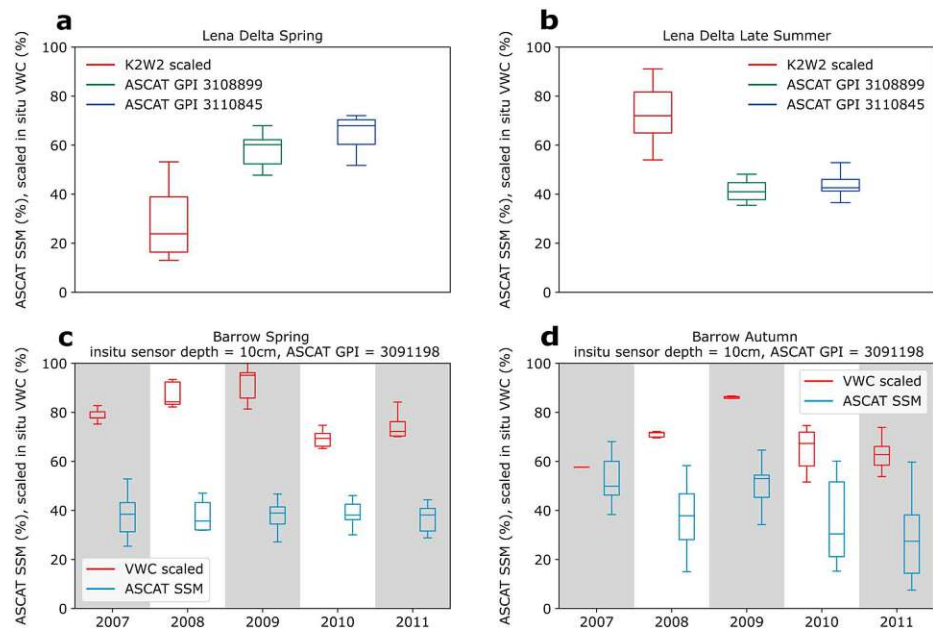 a
Lena Delta Spring
ASCAT SSM (%), scaled in situ VWC (%)
100
80
60
40
20
0
K2W2 scaled
ASCAT GPI 3108899
ASCAT GPI 3110845
b
Lena Delta Late Summer
ASCAT SSM (%), scaled in situ VWC (%)
100
80
60
40
20
0
K2W2 scaled
ASCAT GPI 3108899
ASCAT GPI 3110845
c
Barrow Spring
insitu sensor depth = 10cm, ASCAT GPI = 3091198
ASCAT SSM (%), scaled in situ VWC (%)
100
80
60
40
20
0
VWC scaled
ASCAT SSM
2007 2008 2009 2010 2011
d
Barrow Autumn
insitu sensor depth = 10cm, ASCAT GPI = 3091198
ASCAT SSM (%), scaled in situ VWC (%)
100
80
60
40
20
0
VWC scaled
ASCAT SSM
2007 2008 2009 2010 2011